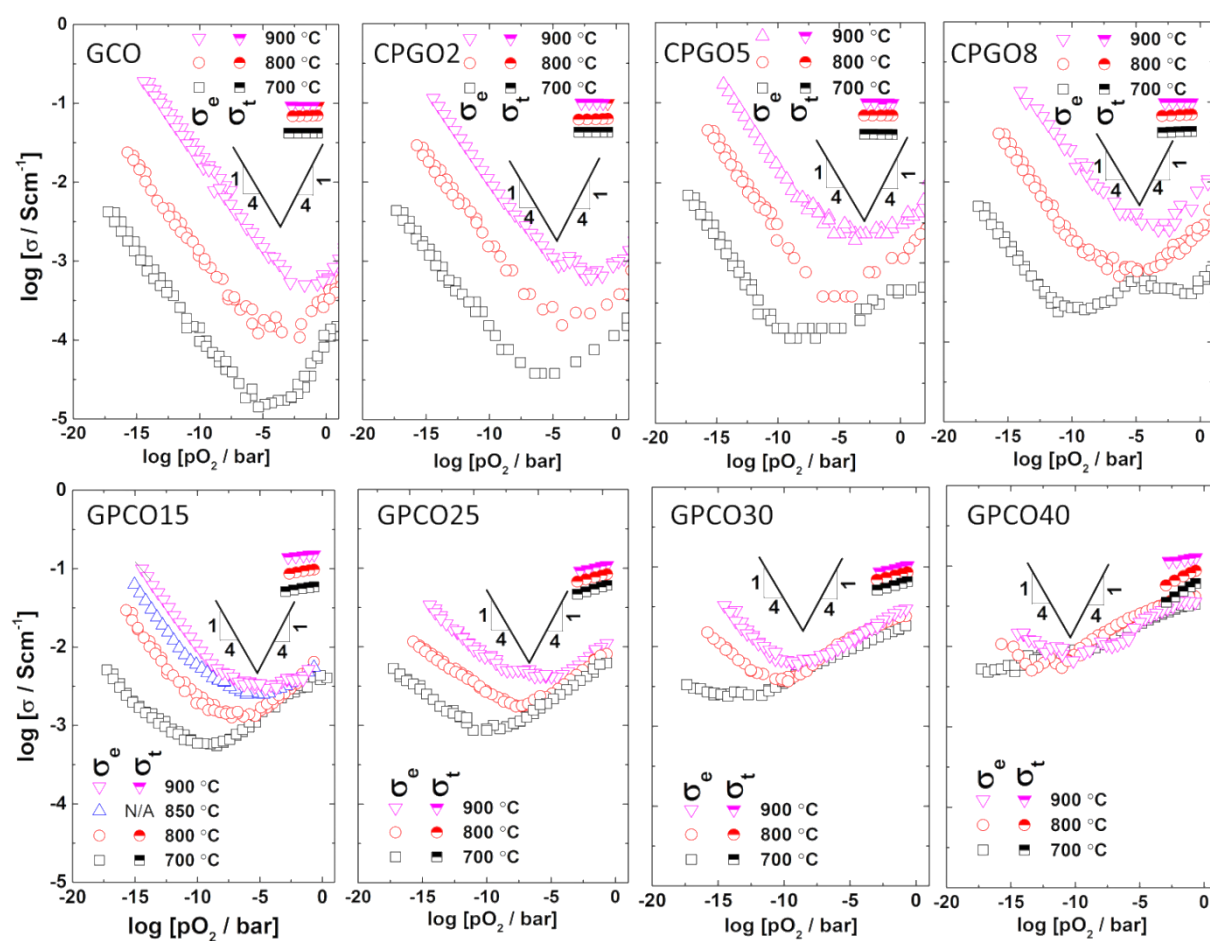 GCO
σe σt
900 °C
800 °C
700 °C
1
4
4
1
CPGO2
σe σt
900 °C
800 °C
700 °C
1
4
4
1
CPGO5
σe σt
900 °C
800 °C
700 °C
1
4
4
1
CPGO8
σe σt
900 °C
800 °C
700 °C
1
4
4
1
log [σ / Scm-1]
0
-1
-2
-3
-4
-5
-20 -15 -10 -5 0
-20 -15 -10 -5 0
-20 -15 -10 -5 0
-20 -15 -10 -5 0
log [pO2 / bar]
log [pO2 / bar]
log [pO2 / bar]
log [pO2 / bar]
GPCO15
1
4
4
1
σe σt
900 °C
N/A 850 °C
800 °C
700 °C
GPCO25
1
4
4
1
σe σt
900 °C
800 °C
700 °C
GPCO30
1
4
4
1
σe σt
900 °C
800 °C
700 °C
GPCO40
1
4
4
1
σe σt
900 °C
800 °C
700 °C
log [σ / Scm-1]
0
-1
-2
-3
-4
-5
-20 -15 -10 -5 0
-20 -15 -10 -5 0
-20 -15 -10 -5 0
-20 -15 -10 -5 0
log [pO2 / bar]
log [pO2 / bar]
log [pO2 / bar]
log [pO2 / bar]